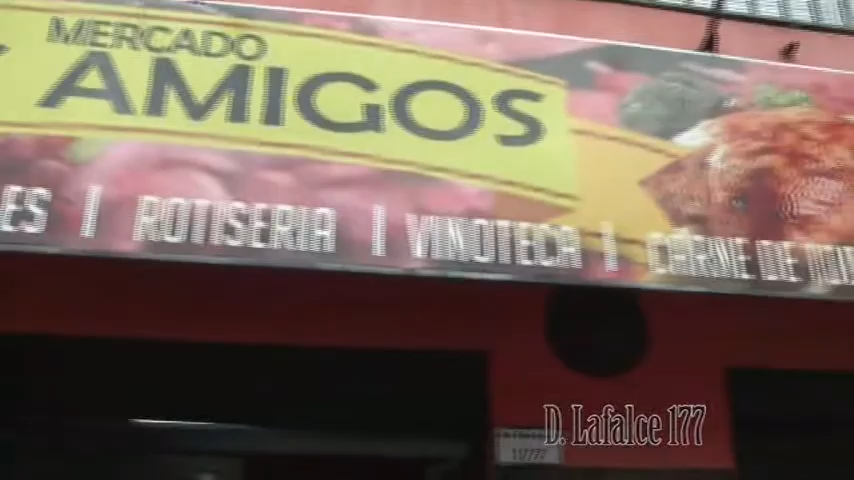 MERCADO
AMIGOS
ES | ROTISERIA | VINOTECA | CARNE DE
D. Lafalce 177